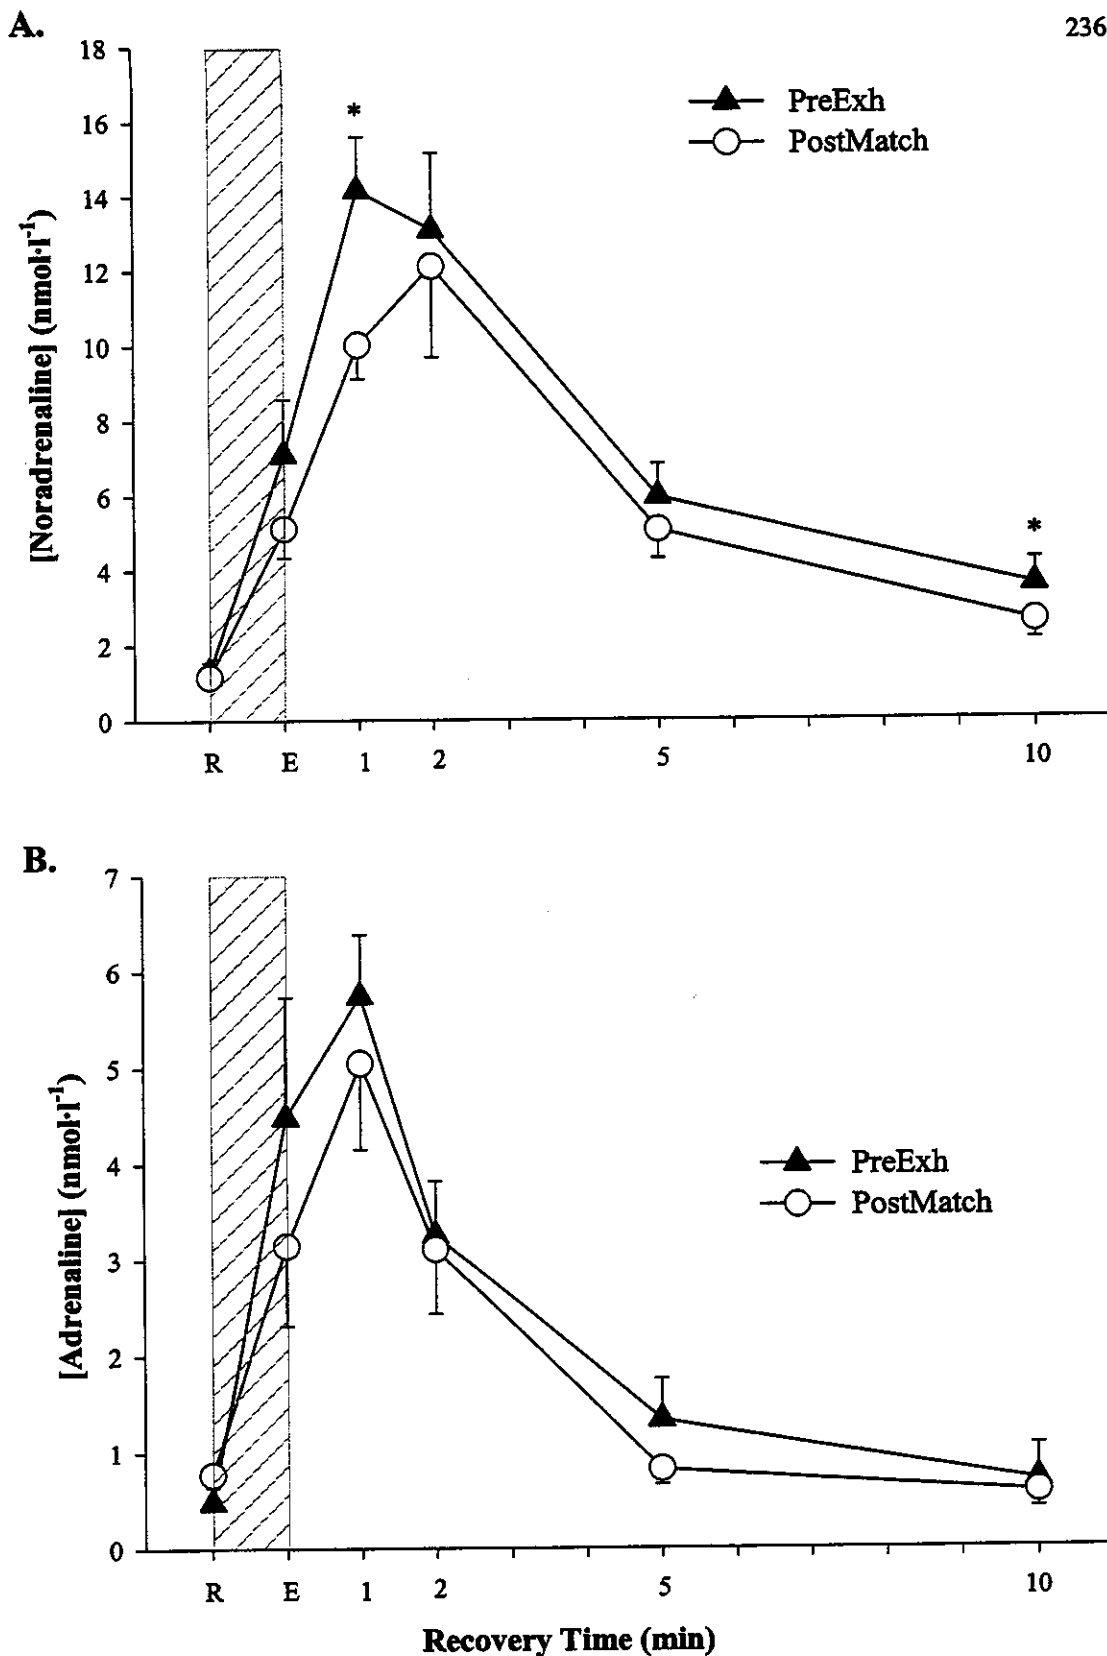 A.
236
18
16
14
12
10
8
6
4
2
0
[Noradrenaline] (nmol·l⁻¹)
* 
*
PreExh
PostMatch
R E 1 2 5 10
B.
7
6
5
4
3
2
1
0
[Adrenaline] (nmol·l⁻¹)
PreExh
PostMatch
R E 1 2 5 10
Recovery Time (min)